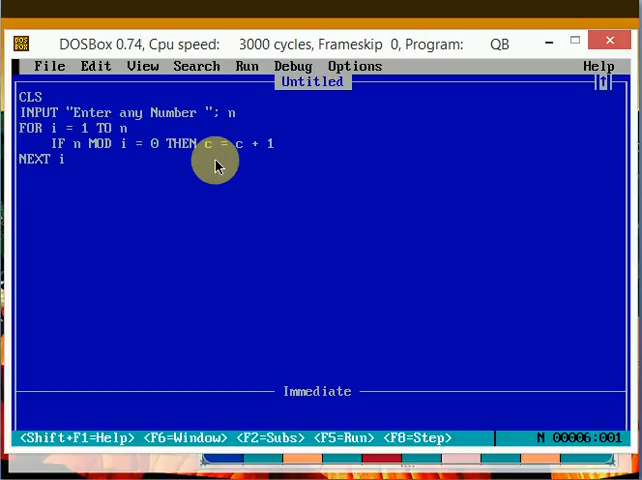 DOSBox 0.74, Cpu speed: 3000 cycles, Frameskip 0, Program: QB
File Edit View Search Run Debug Options Help
Untitled
CLS
INPUT "Enter any Number "; n
FOR i = 1 TO n
IF n MOD i = 0 THEN c = c + 1
NEXT i
Immediate
<Shift+F1=Help> <F6=Window> <F2=Subs> <F5=Run> <F8=Step> N 00006:001